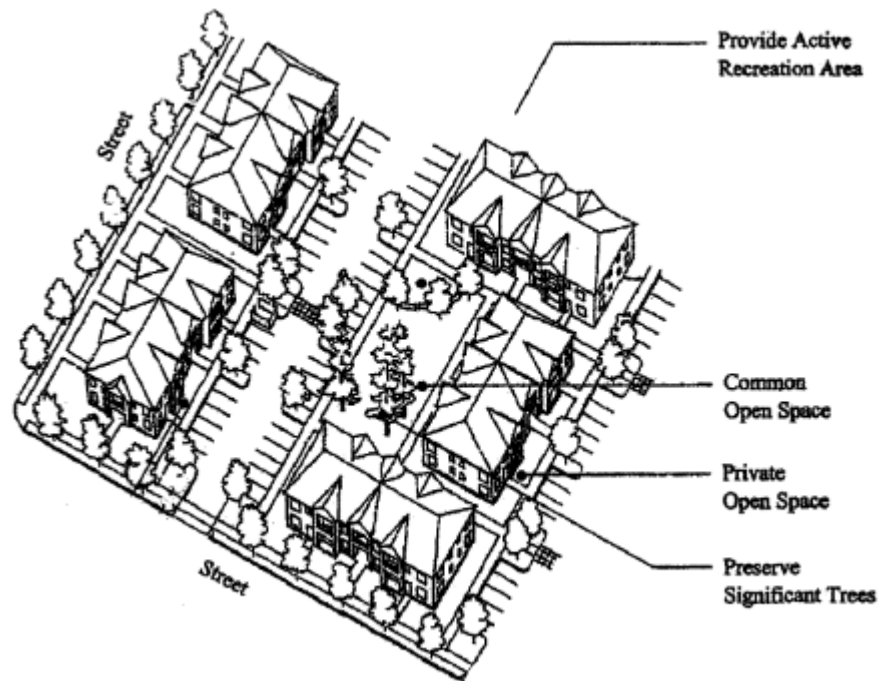 Provide Active
Recreation Area
Street
Common
Open Space
Private
Open Space
Street
Preserve
Significant Trees